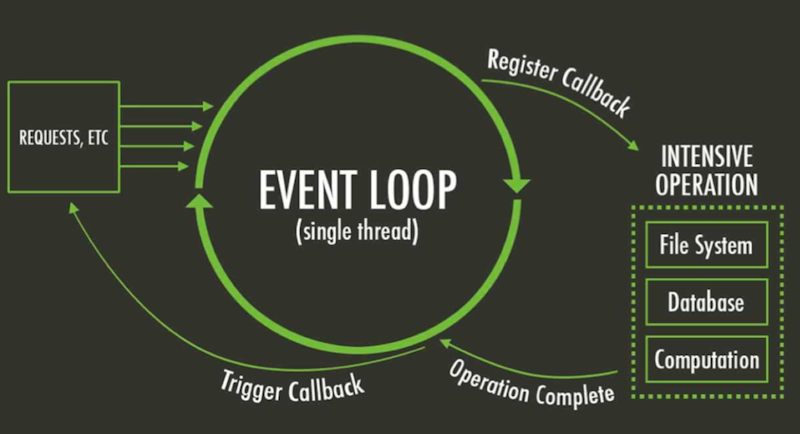 REQUESTS, ETC
EVENT LOOP
(single thread)
Register Callback
INTENSIVE
OPERATION
File System
Database
Computation
Operation Complete
Trigger Callback